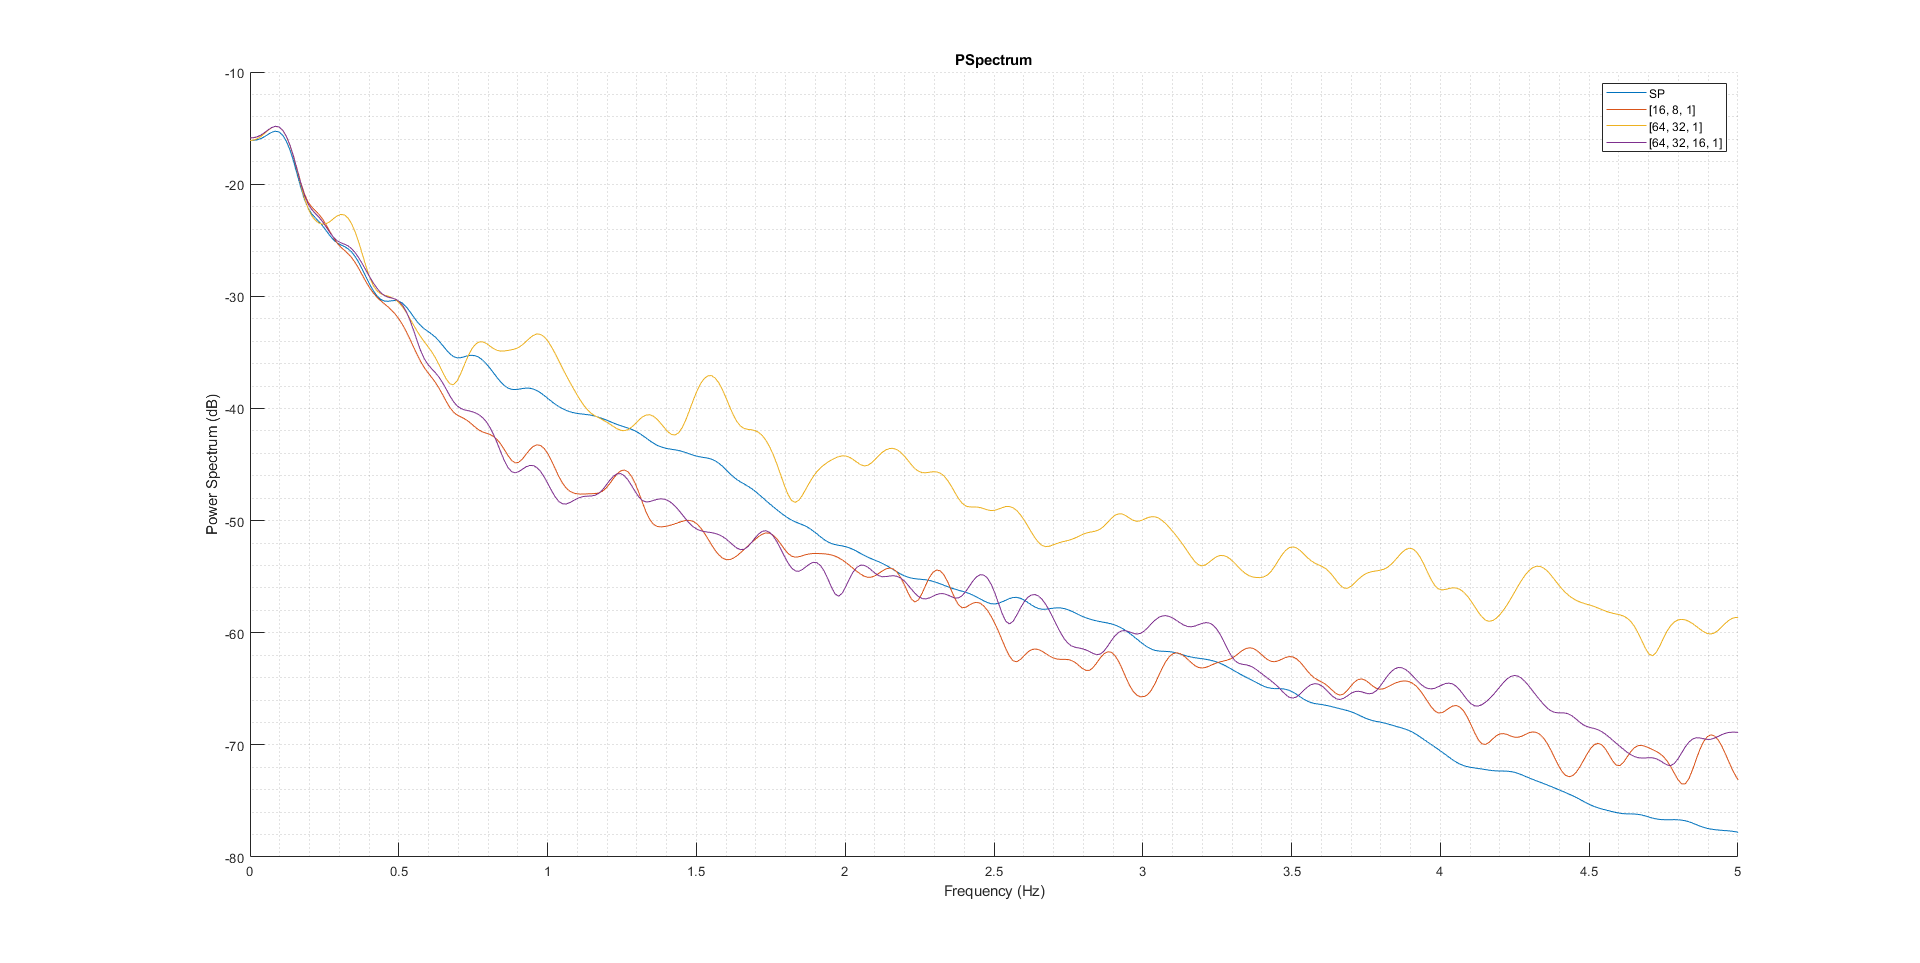 PSpectrum
SP
[16, 8, 1]
[64, 32, 1]
[64, 32, 16, 1]
Power Spectrum (dB)
-10
-20
-30
-40
-50
-60
-70
-80
0 0.5 1 1.5 2 2.5 3 3.5 4 4.5 5
Frequency (Hz)